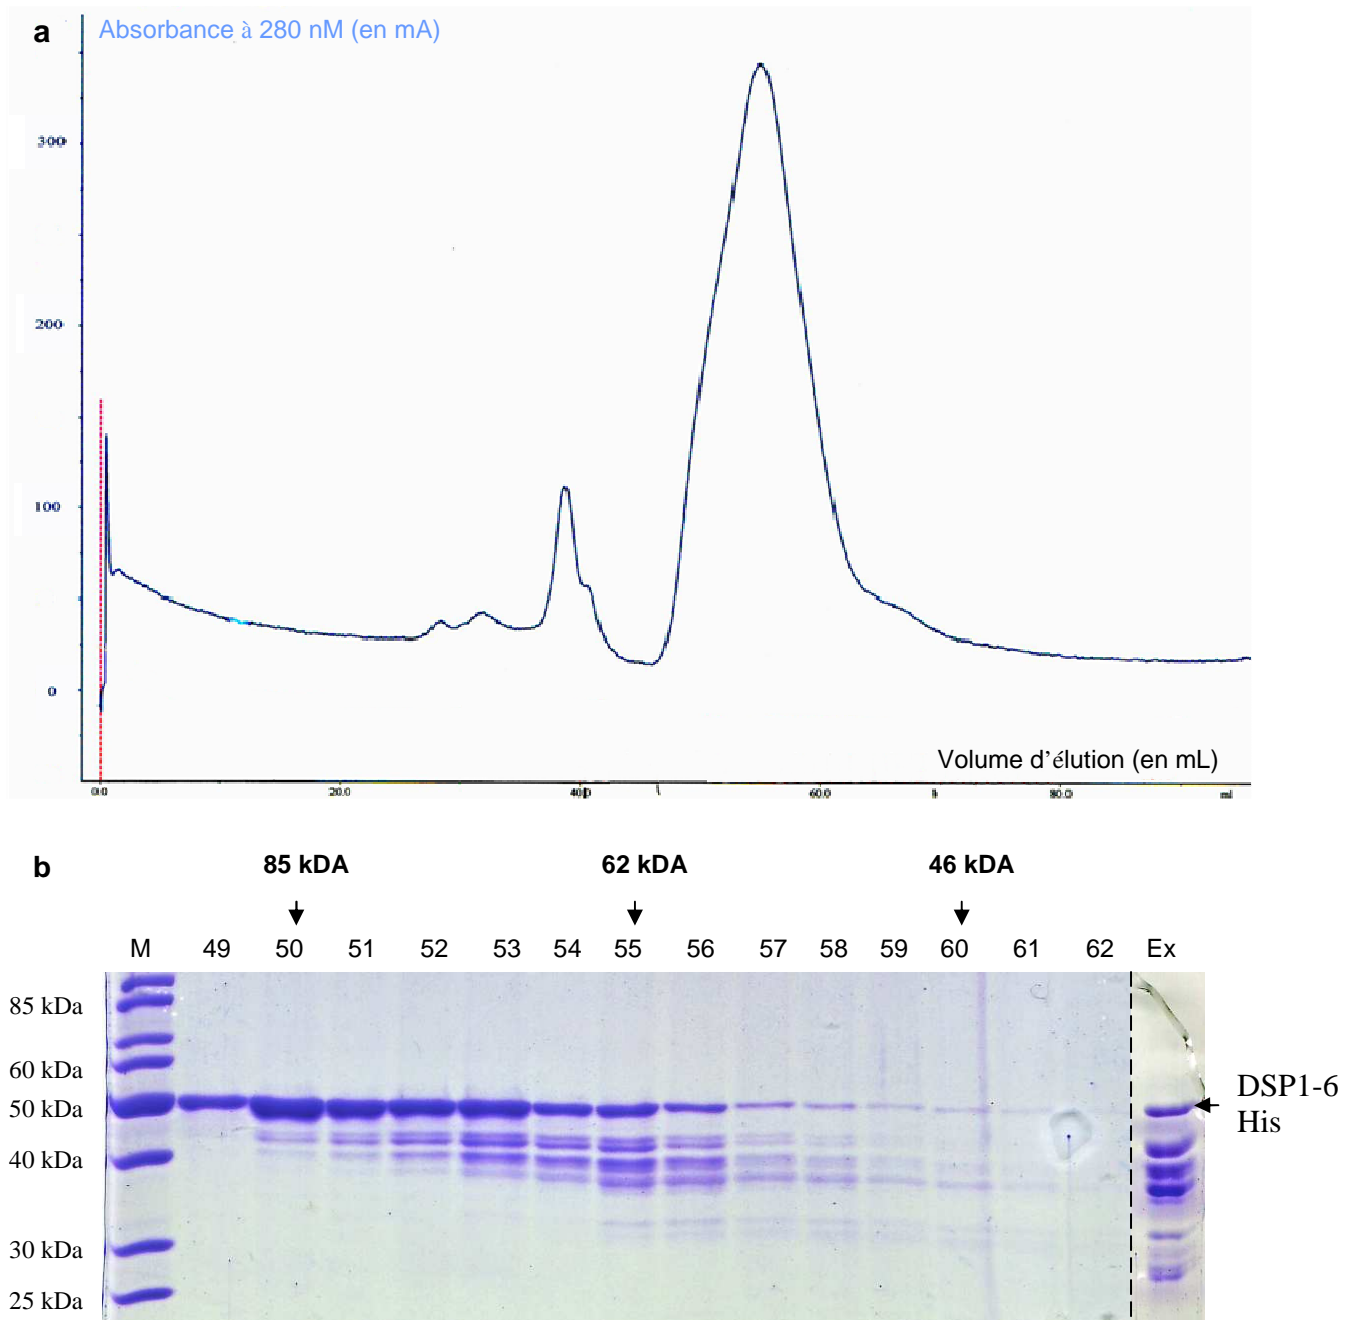 a
Absorbance à 280 nM (en mA)
300
200
100
0
Volume d'élution (en mL)
0.0 20.0 40.0 60.0 80.0 ml
b
85 kDA 62 kDA 46 kDA
M 49 50 51 52 53 54 55 56 57 58 59 60 61 62 Ex
85 kDa
60 kDa
50 kDa
40 kDa
30 kDa
25 kDa
DSP1-6
His